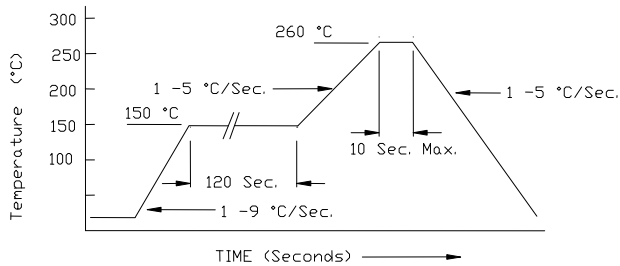 300
260 °C
250
200
1 -5 °C/Sec.
1 -5 °C/Sec.
150 °C
150
10 Sec. Max.
100
120 Sec.
1 -9 °C/Sec.
Temperature (°C)
TIME (Seconds)